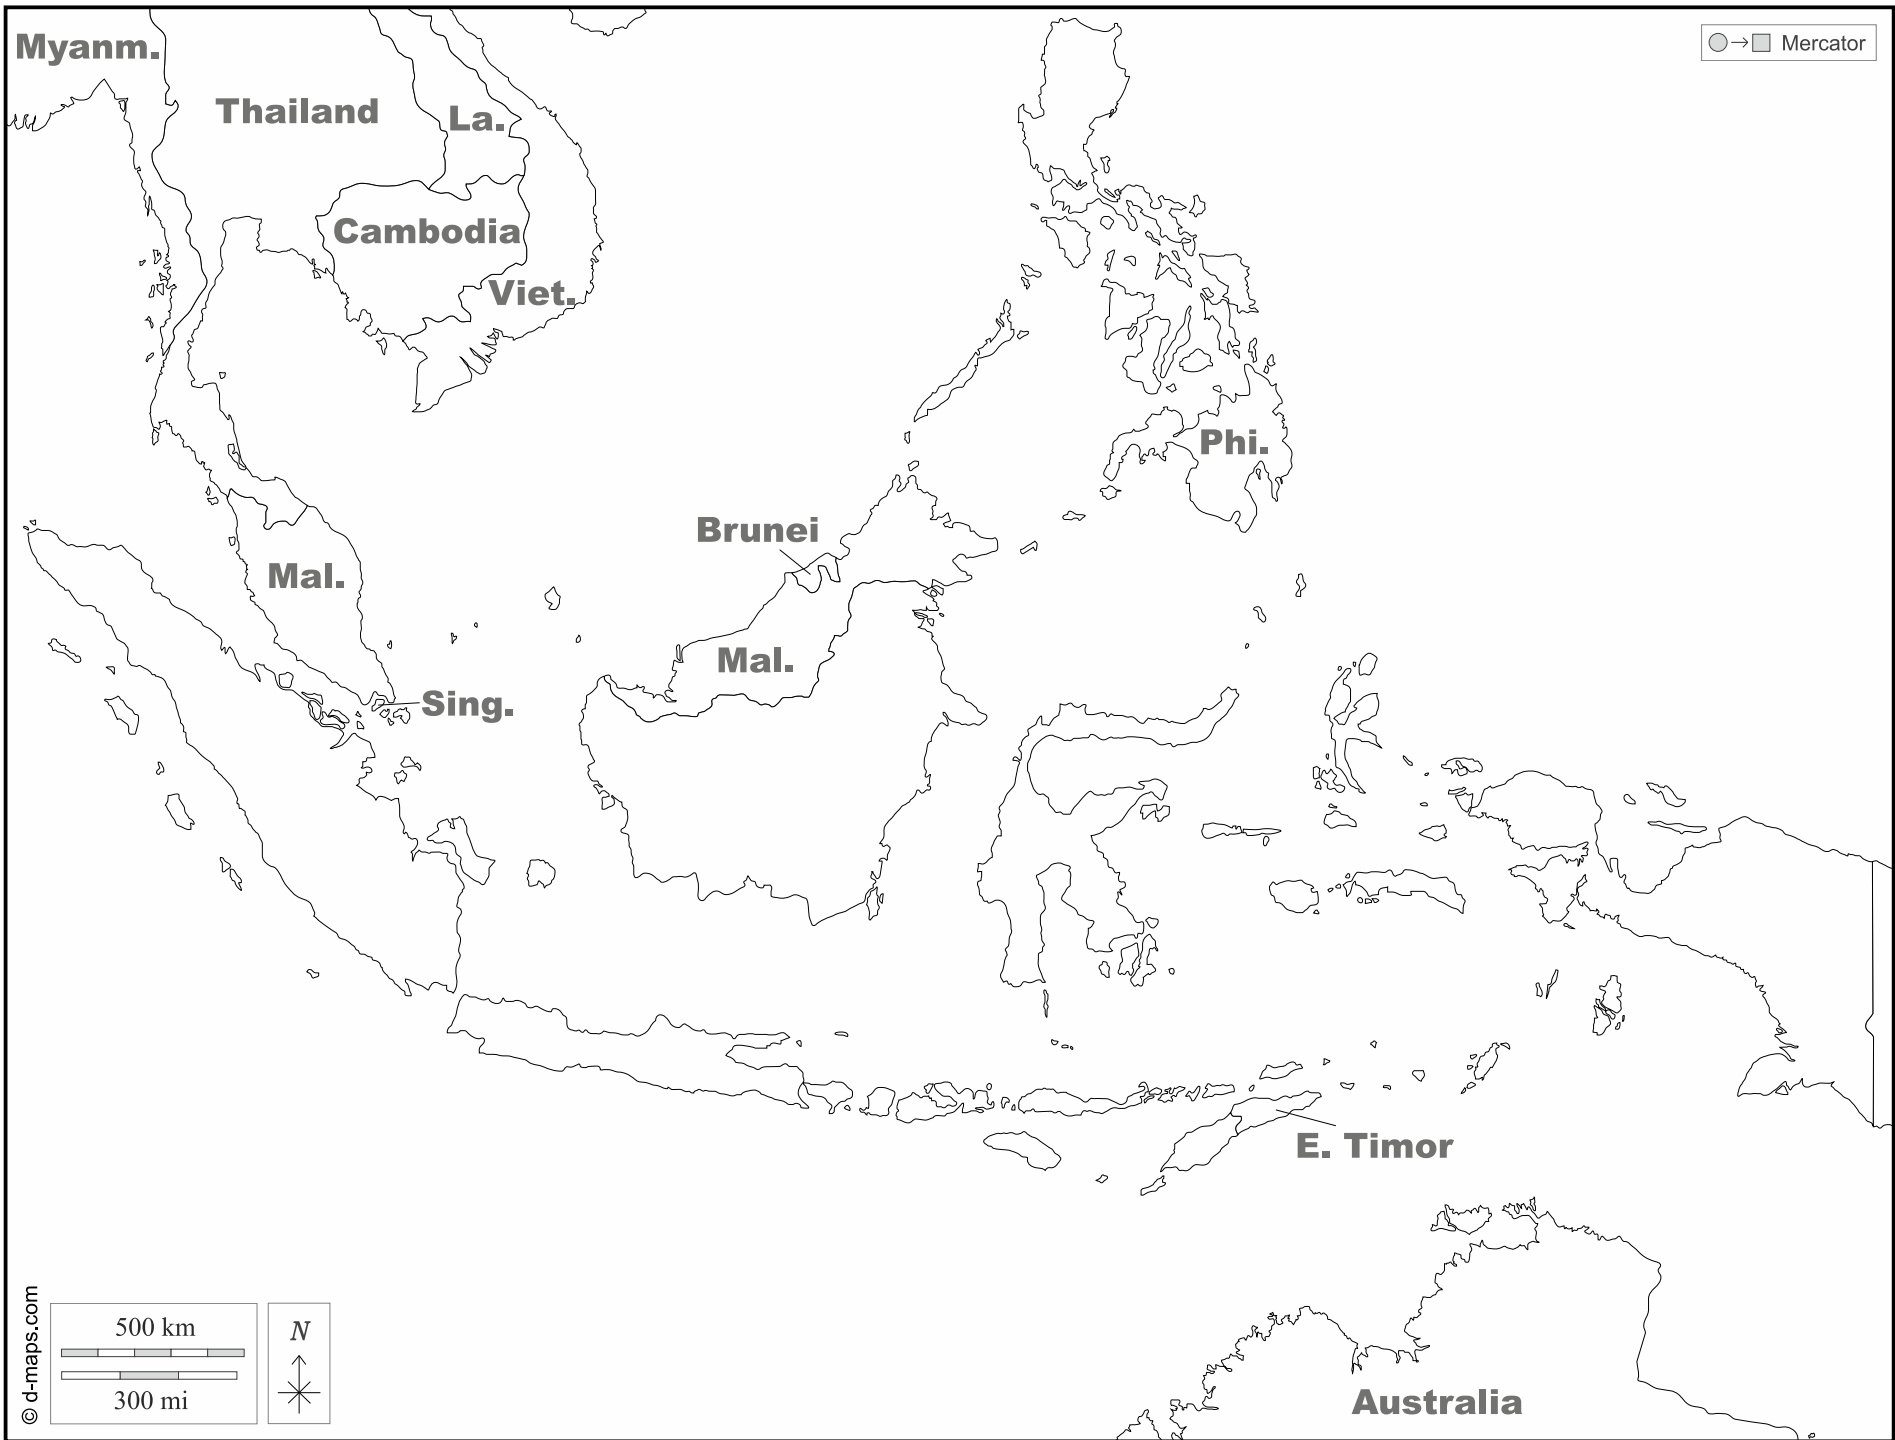 Myanm.
Mercator
Thailand
La.
Cambodia
Viet.
Phi.
Brunei
Mal.
Mal.
Sing.
E. Timor
Australia
500 km
300 mi
N
© d-maps.com